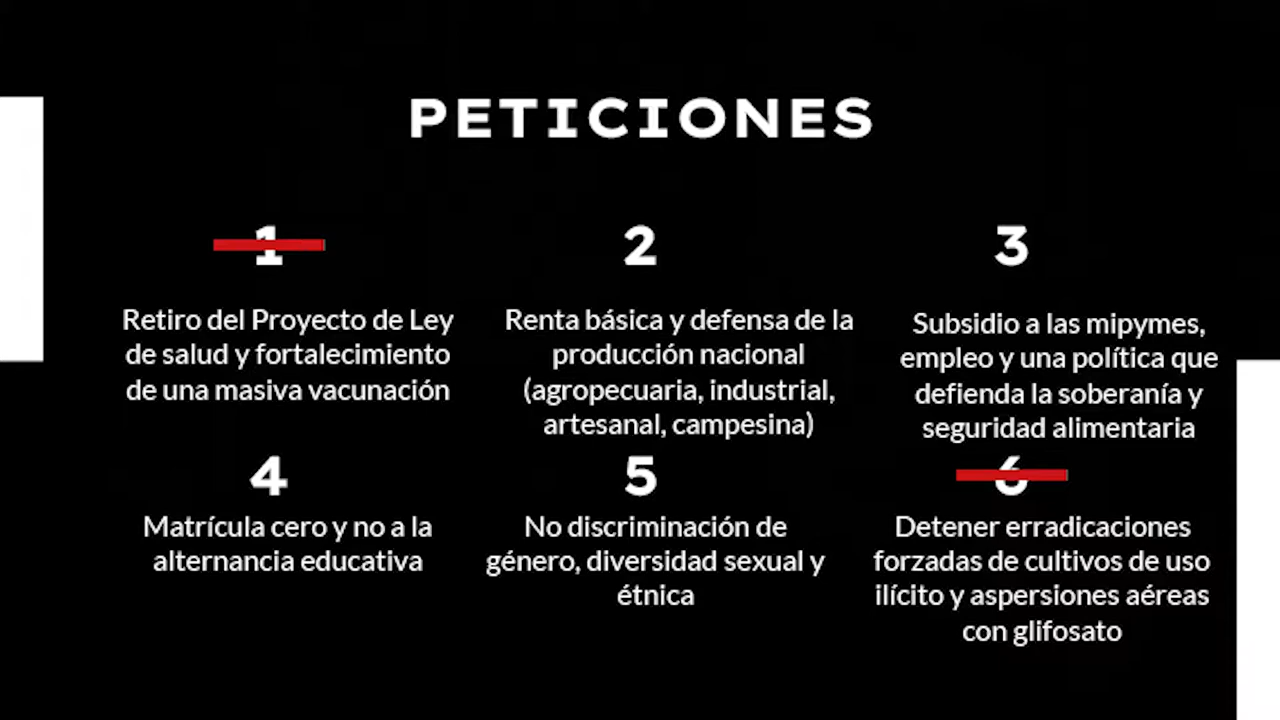 PETICIONES
1
Retiro del Proyecto de Ley
de salud y fortalecimiento
de una masiva vacunación
2
Renta básica y defensa de la
producción nacional
(agropecuaria, industrial,
artesanal, campesina)
3
Subsidio a las mipymes,
empleo y una política que
defienda la soberanía y
seguridad alimentaria
4
Matrícula cero y no a la
alternancia educativa
5
No discriminación de
género, diversidad sexual y
étnica
6
Detener erradicaciones
forzadas de cultivos de uso
ilícito y aspersiones aéreas
con glifosato